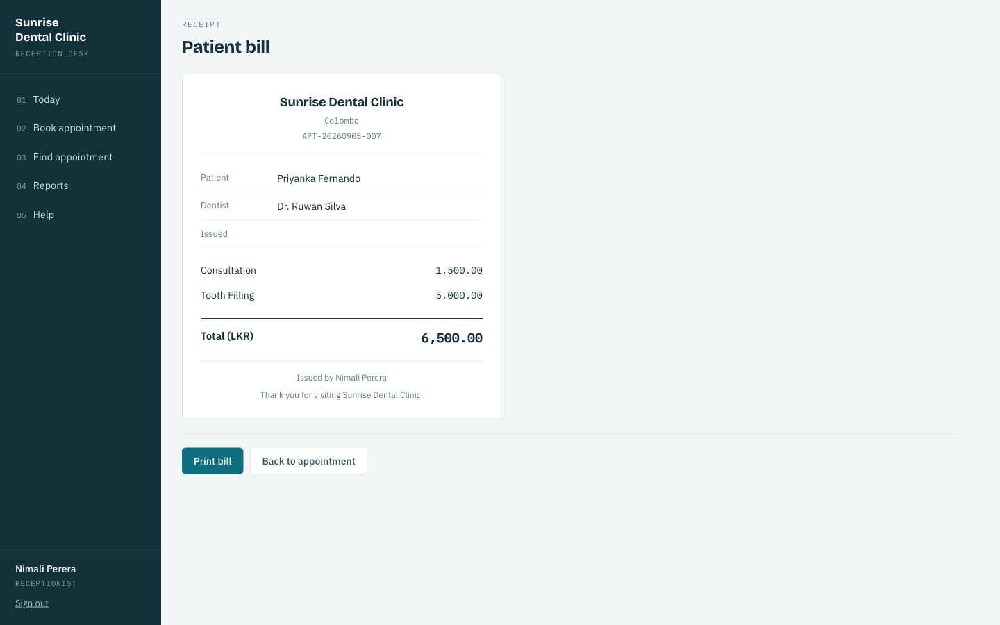 Sunrise
Dental Clinic
RECEPTION DESK
01 Today
02 Book appointment
03 Find appointment
04 Reports
05 Help
Nimali Perera
RECEPTIONIST
Sign out
RECEIPT
Patient bill
Sunrise Dental Clinic
Colombo
APT-20260905-007
Patient Priyanka Fernando
Dentist Dr. Ruwan Silva
Issued
Consultation 1,500.00
Tooth Filling 5,000.00
Total (LKR) 6,500.00
Issued by Nimali Perera
Thank you for visiting Sunrise Dental Clinic.
Print bill Back to appointment